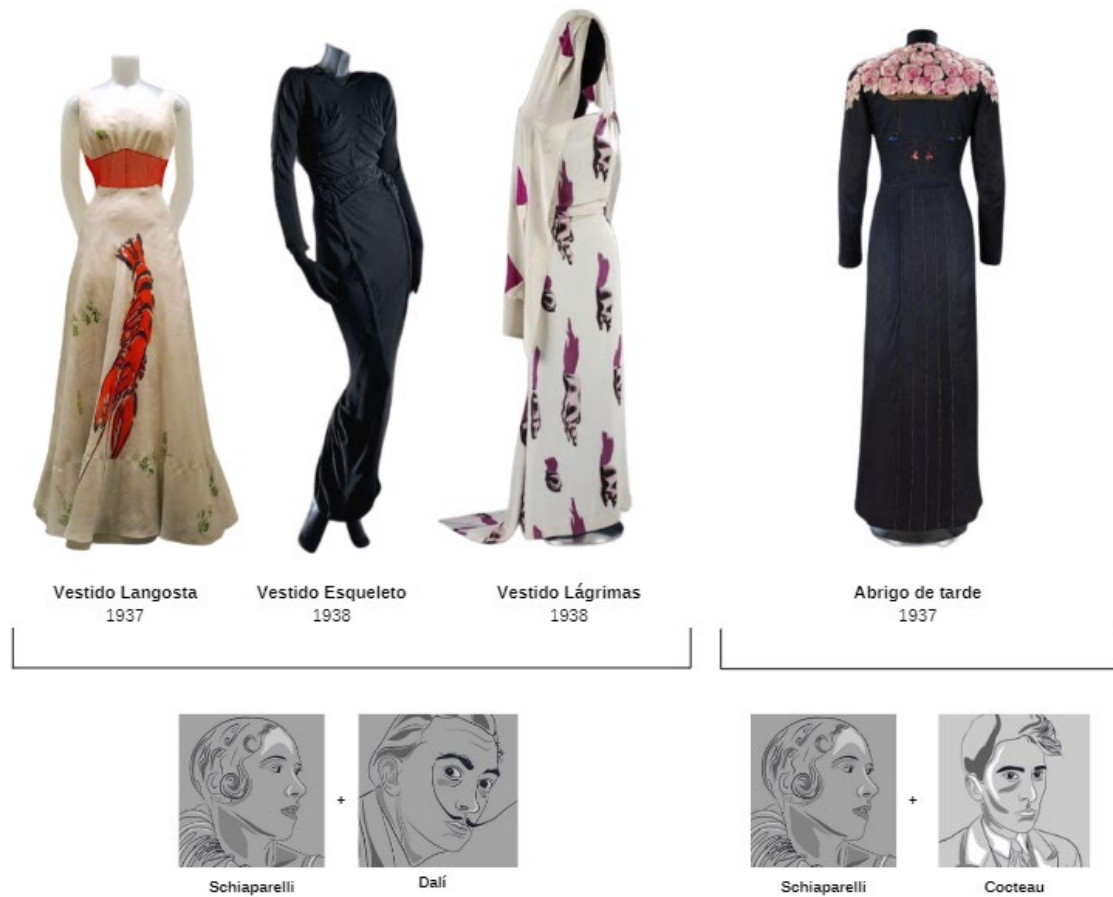 Vestido Langosta
1937
Vestido Esqueleto
1938
Vestido Lágrimas
1938
Abrigo de tarde
1937
+
+
Schiaparelli
Dalí
Schiaparelli
Cocteau